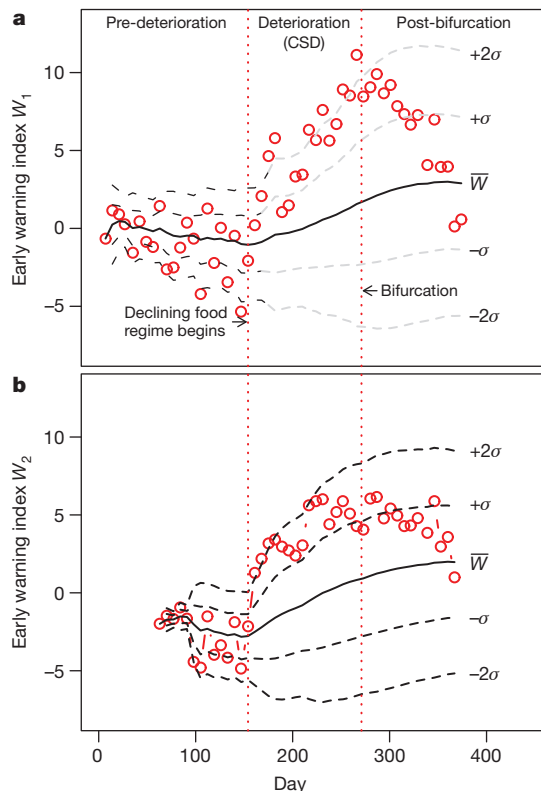 a
Pre-deterioration
Deterioration
(CSD)
Post-bifurcation
Early warning index W₁
10
5
0
−5
+2σ
+σ
W̅
−σ
−2σ
Declining food
regime begins
Bifurcation
b
Early warning index W₂
10
5
0
−5
+2σ
+σ
W̅
−σ
−2σ
0
100
200
300
400
Day